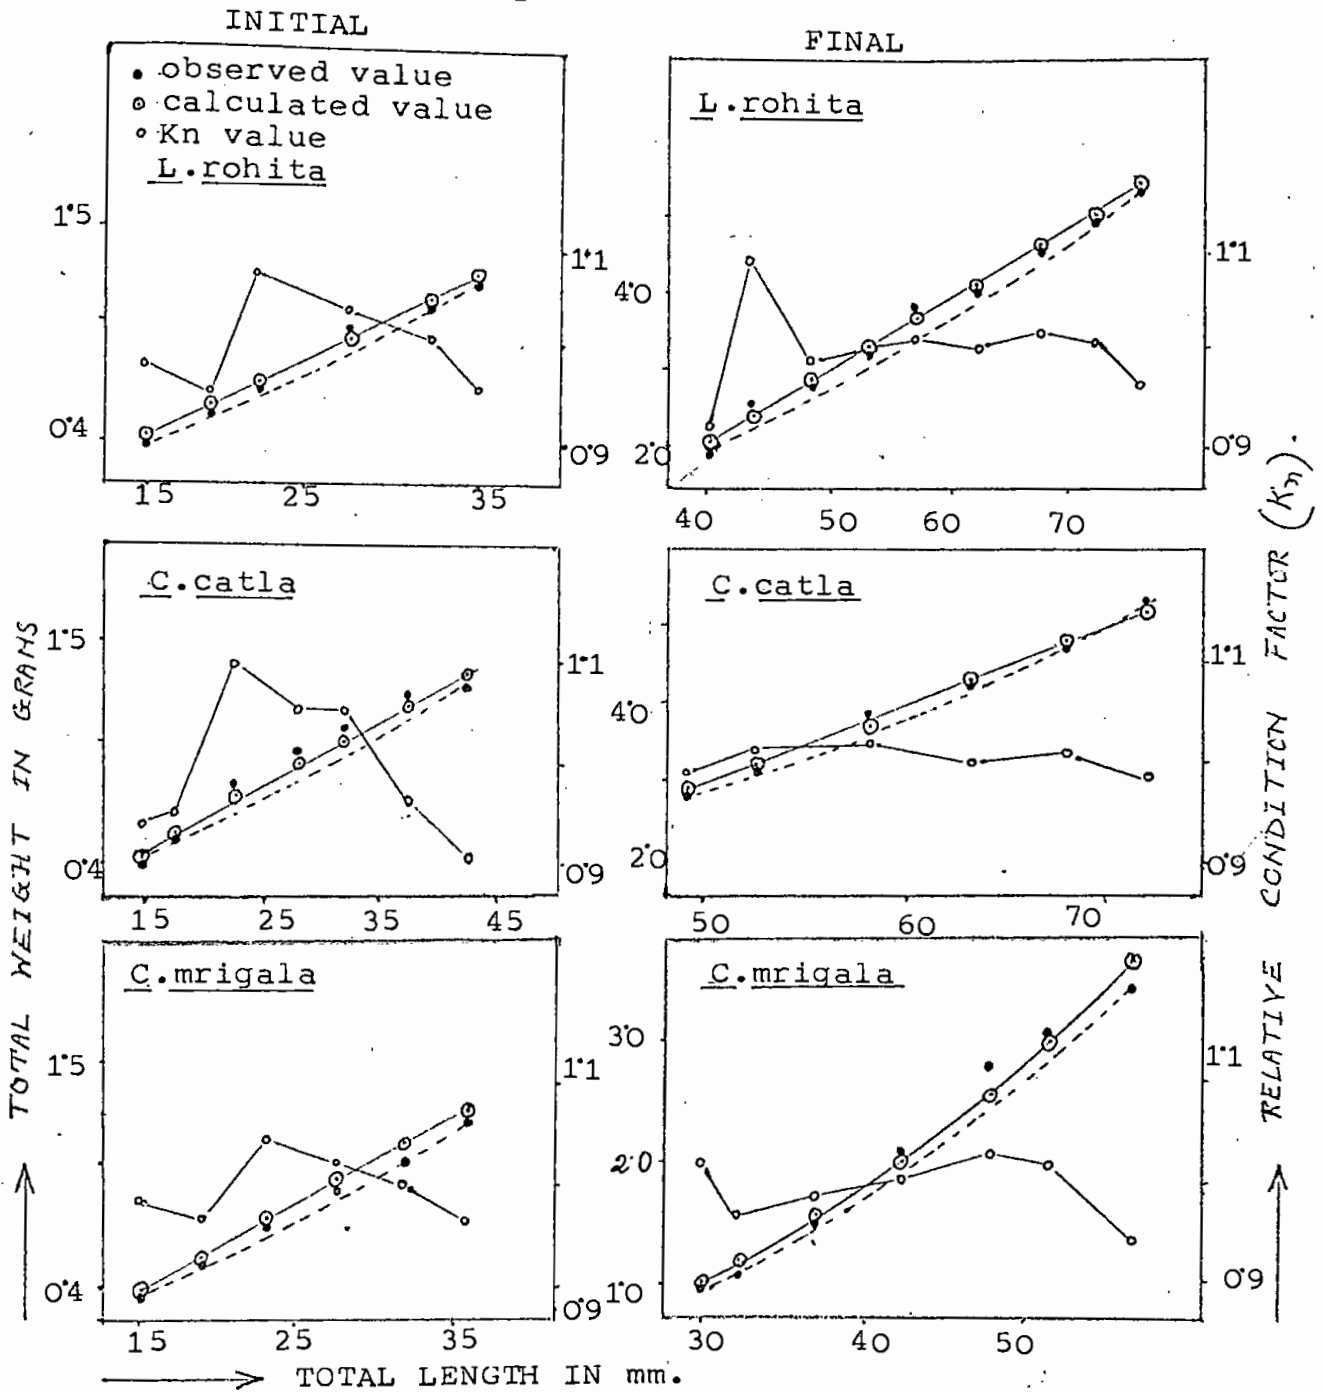 INITIAL
FINAL
• observed value
⊙ calculated value
○ Kn value
L.rohita
1.5
0.4
1.1
0.9
15 25 35
L.rohita
4.0
2.0
1.1
0.9
40 50 60 70
C.catla
1.5
0.4
1.1
0.9
15 25 35 45
C.catla
4.0
2.0
1.1
0.9
50 60 70
C.mrigala
1.5
0.4
1.1
0.9
15 25 35
C.mrigala
3.0
2.0
1.0
1.1
0.9
30 40 50
TOTAL WEIGHT IN GRAMS
RELATIVE CONDITION FACTOR (Kn).
TOTAL LENGTH IN mm.